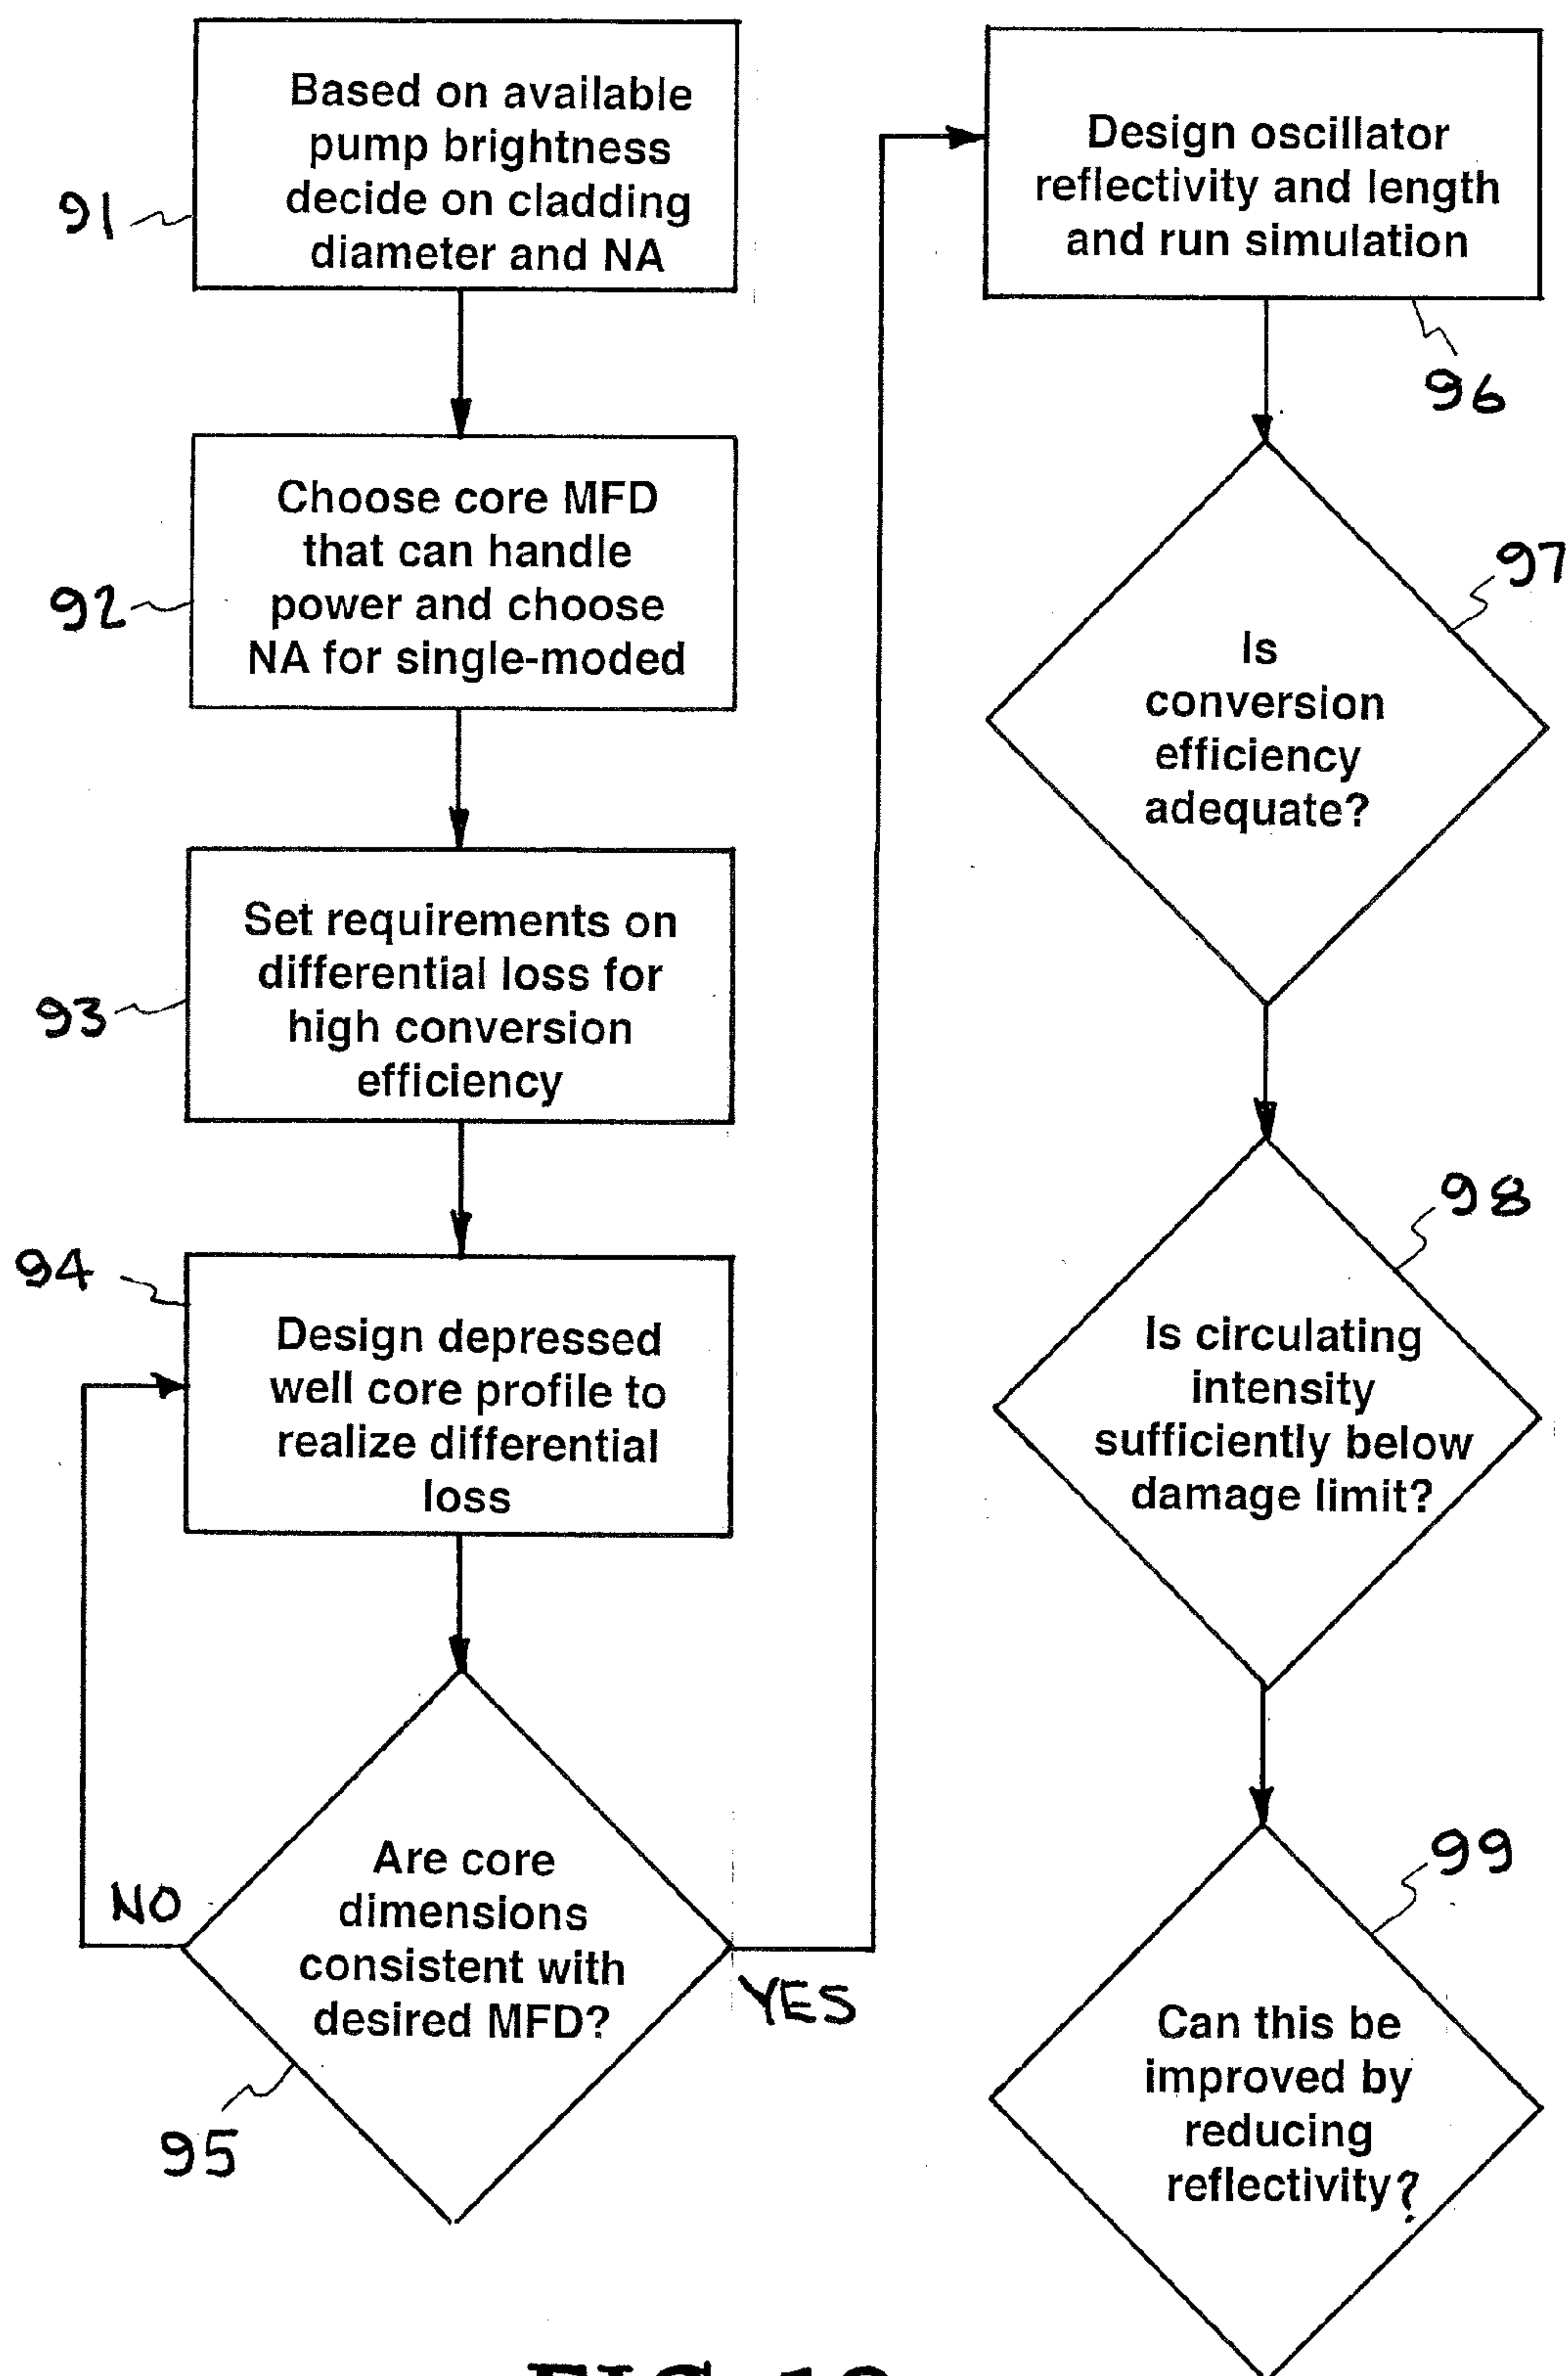 Based on available
pump brightness
decide on cladding
diameter and NA
91
Choose core MFD
that can handle
power and choose
NA for single-moded
92
Set requirements on
differential loss for
high conversion
efficiency
93
94
Design depressed
well core profile to
realize differential
loss
Are core
dimensions
consistent with
desired MFD?
NO
YES
95
Design oscillator
reflectivity and length
and run simulation
96
97
Is
conversion
efficiency
adequate?
98
Is circulating
intensity
sufficiently below
damage limit?
99
Can this be
improved by
reducing
reflectivity?